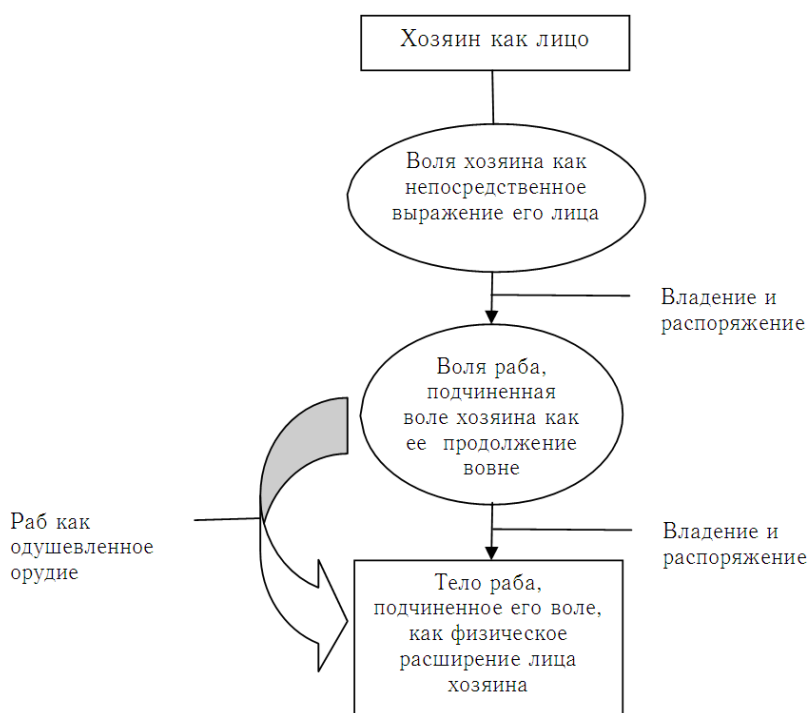 Хозяин как лицо
Воля хозяина как
непосредственное
выражение его лица
Владение и
распоряжение
Воля раба,
подчиненная
воле хозяина как
ее продолжение
вовне
Раб как
одушевленное
орудие
Владение и
распоряжение
Тело раба,
подчиненное его воле,
как физическое
расширение лица
хозяина